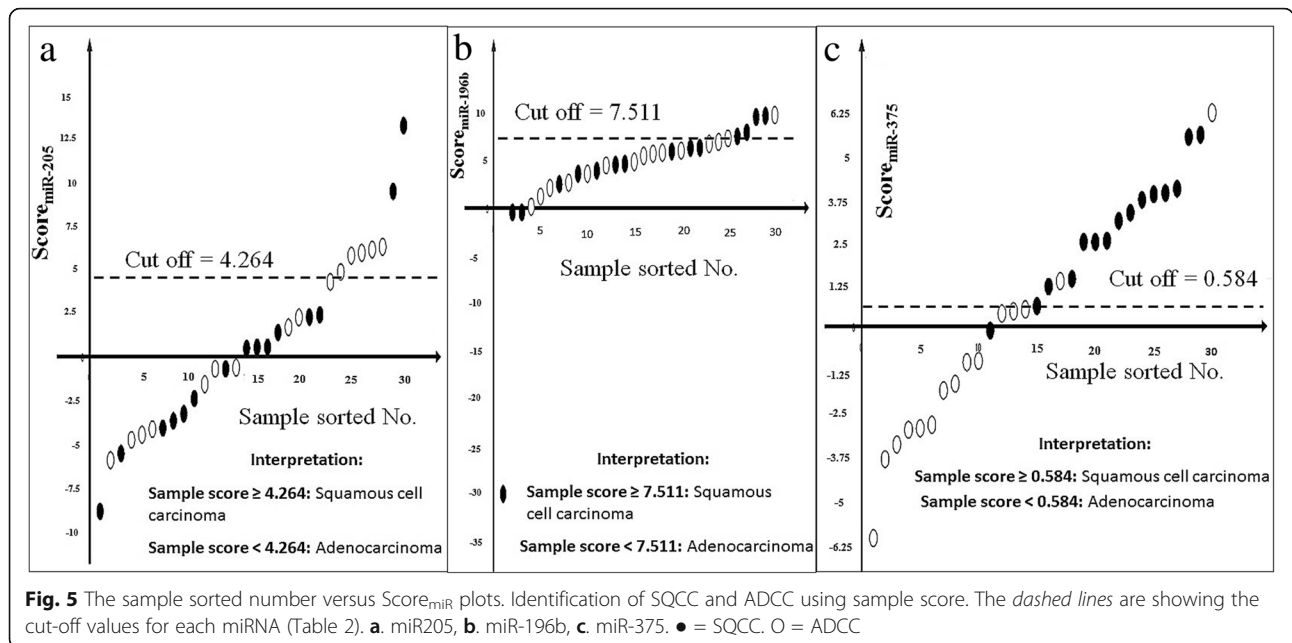 a
Score_miR-205
15
12.5
10
7.5
5
2.5
-2.5
-5
-7.5
-10
5
10
15
20
25
30
Cut off = 4.264
Sample sorted No.
Interpretation:
Sample score ≥ 4.264: Squamous cell
carcinoma
Sample score < 4.264: Adenocarcinoma
b
Score_miR-196b
10
5
-5
-10
-15
-20
-25
-30
-35
5
10
15
20
25
30
Cut off = 7.511
Sample sorted No.
Interpretation:
Sample score ≥ 7.511: Squamous
cell carcinoma
Sample score < 7.511: Adenocarcinoma
c
Score_miR-375
6.25
5
3.75
2.5
1.25
-1.25
-2.5
-3.75
-5
-6.25
5
10
15
20
25
30
Cut off = 0.584
Sample sorted No.
Interpretation:
Sample score ≥ 0.584: Squamous cell carcinoma
Sample score < 0.584: Adenocarcinoma
Fig. 5 The sample sorted number versus Score_miR plots. Identification of SQCC and ADCC using sample score. The dashed lines are showing the
cut-off values for each miRNA (Table 2). a. miR205, b. miR-196b, c. miR-375. ● = SQCC. O = ADCC